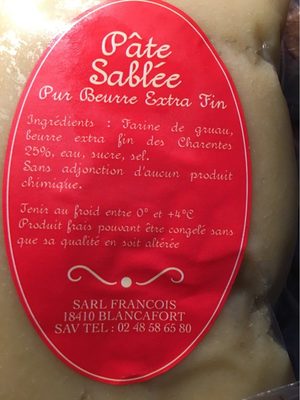 Pâte
Sablée
Pur Beurre Extra Fin
Ingrédients : Farine de gruau,
beurre extra fin des Charentes
25%, eau, sucre, sel.
Sans adjonction d'aucun produit
chimique.
Tenir au froid entre 0° et +4°C
Produit frais pouvant être congelé sans
que sa qualité en soit altérée
SARL FRANCOIS
18410 BLANCAFORT
SAV TEL : 02 48 58 65 80